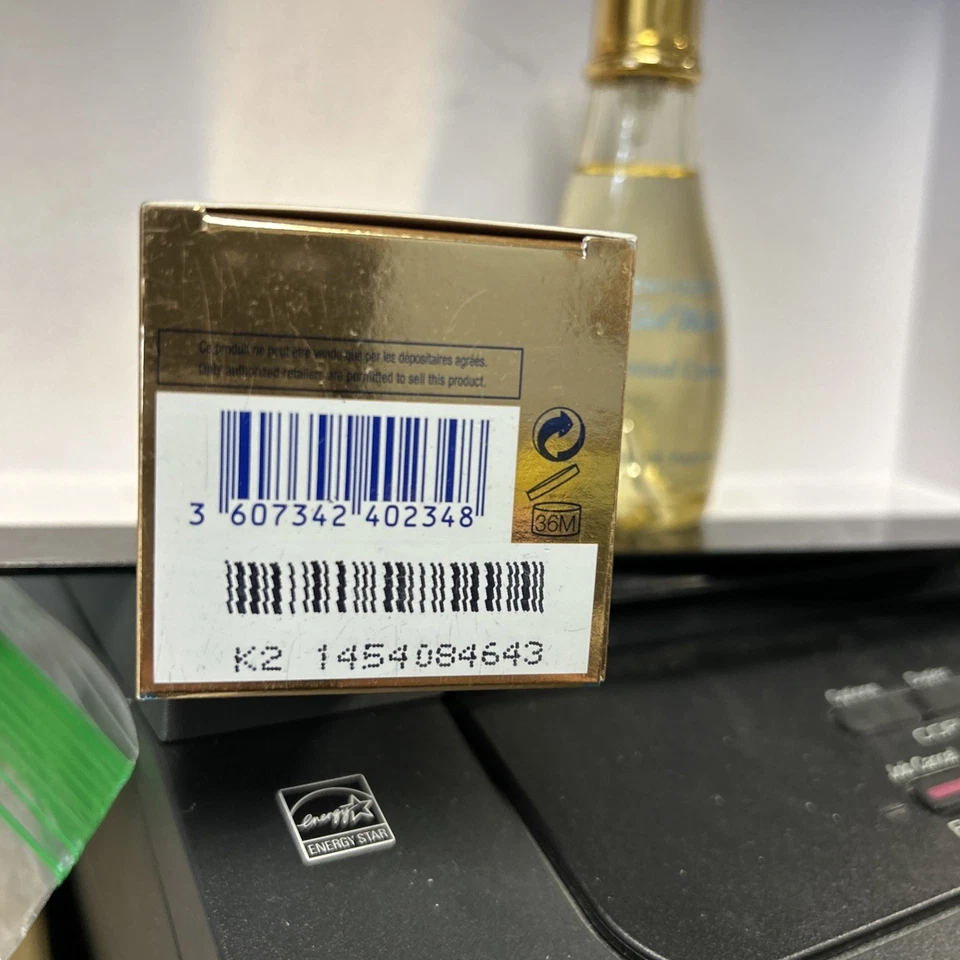 Ce produit ne peut être vendu que par les dépositaires agréés.
Only authorized retailers are permitted to sell this product.
3 607342 402348
36M
K2 1454084643
energy
ENERGY STAR